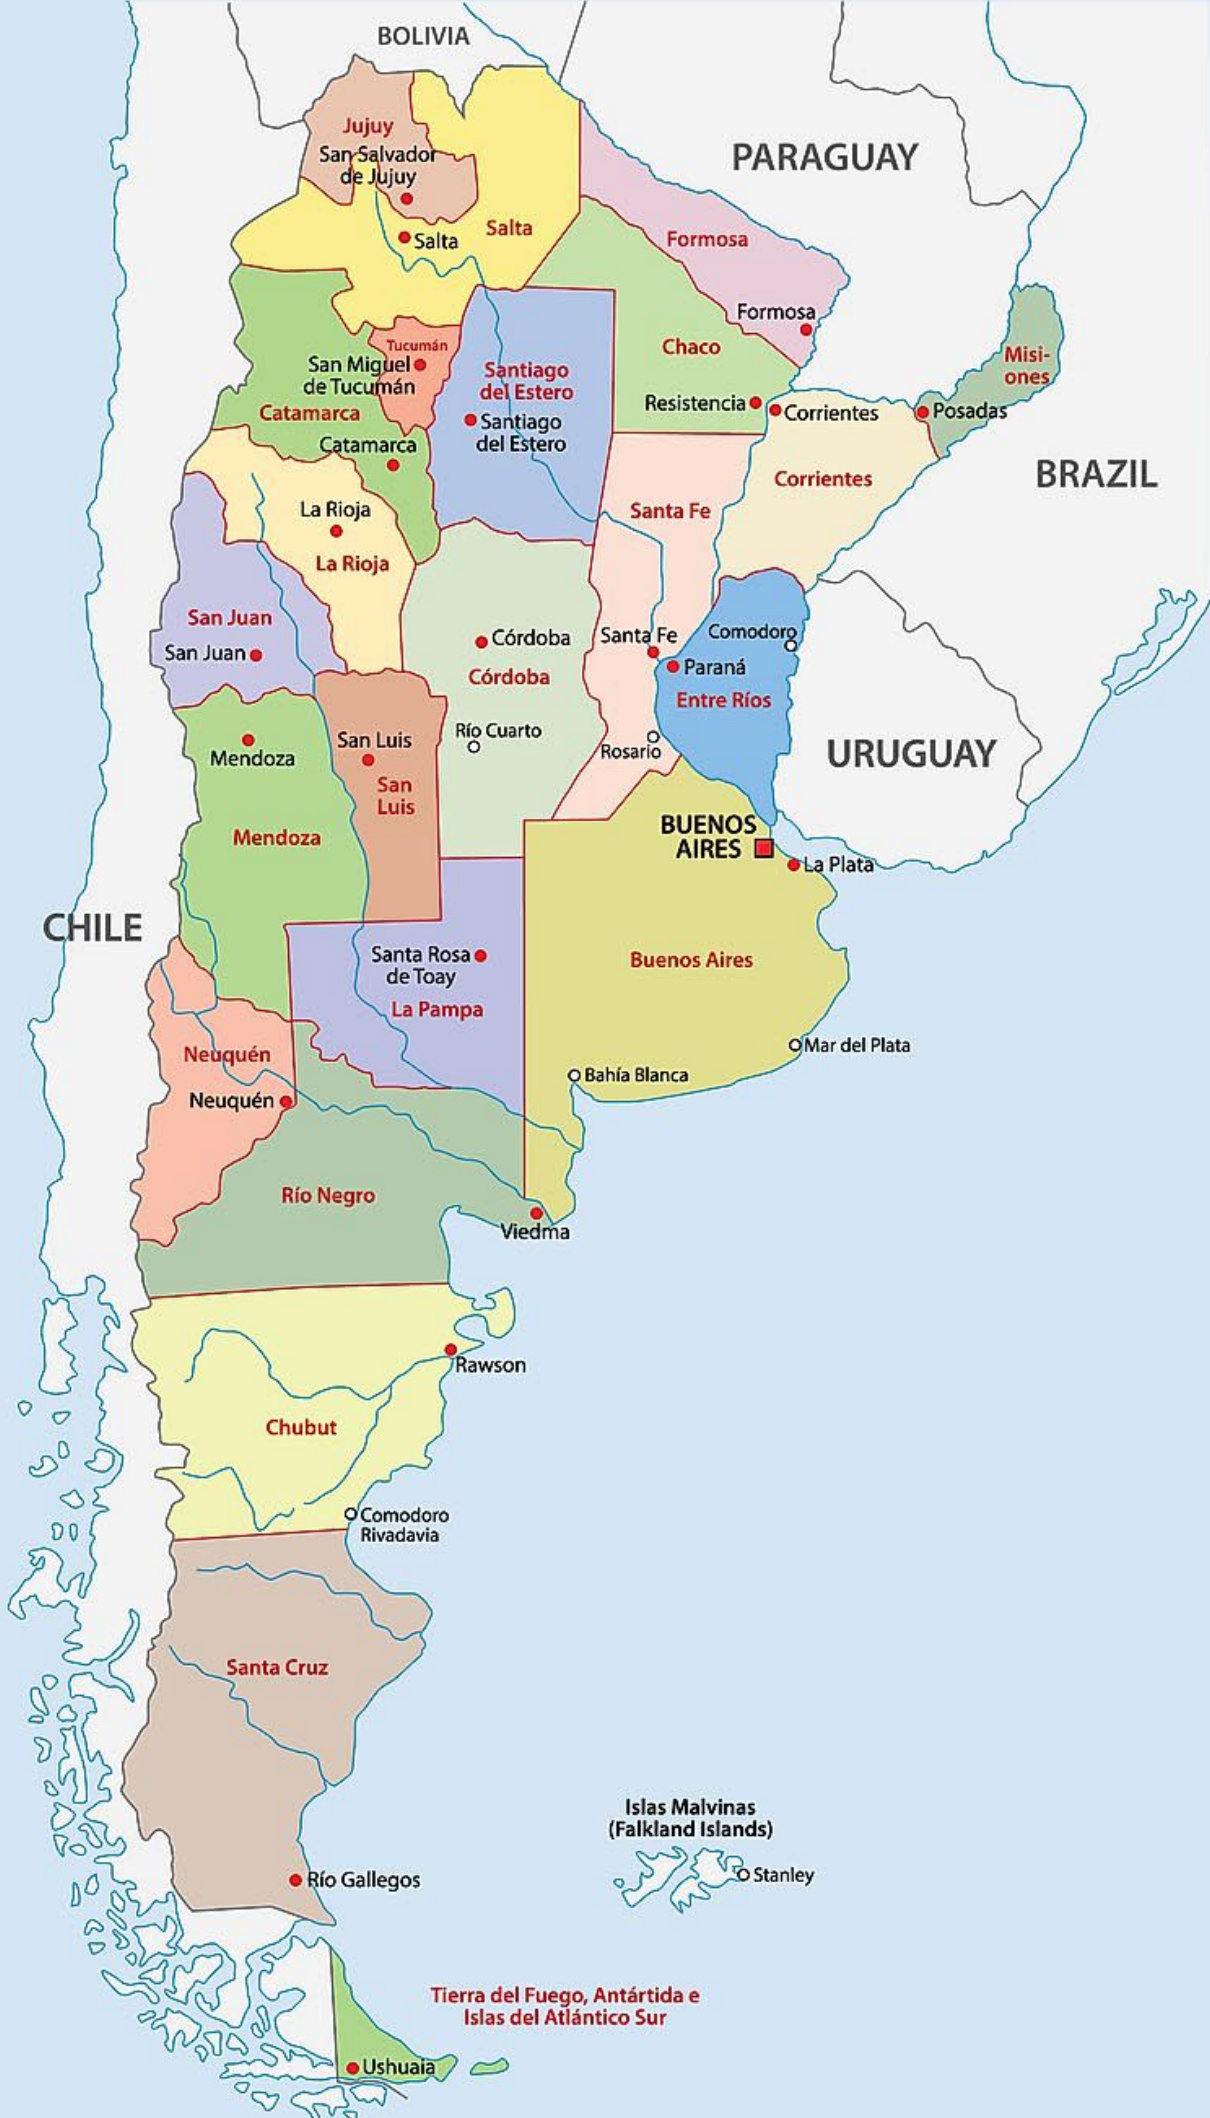 BOLIVIA
Jujuy
San Salvador
de Jujuy
PARAGUAY
Salta
Salta
Formosa
Formosa
Chaco
Tucumán
San Miguel
de Tucumán
Santiago
del Estero
Misi-
ones
Catamarca
Resistencia
Corrientes
Posadas
Santiago
del Estero
Catamarca
BRAZIL
Corrientes
La Rioja
Santa Fe
La Rioja
San Juan
Córdoba
Santa Fe
Comodoro
San Juan
Paraná
Córdoba
Entre Ríos
Río Cuarto
San Luis
Rosario
Mendoza
URUGUAY
San
Luis
BUENOS
AIRES
Mendoza
La Plata
CHILE
Santa Rosa
de Toay
Buenos Aires
La Pampa
Mar del Plata
Neuquén
Bahía Blanca
Neuquén
Río Negro
Viedma
Rawson
Chubut
Comodoro
Rivadavia
Santa Cruz
Islas Malvinas
(Falkland Islands)
Stanley
Río Gallegos
Tierra del Fuego, Antártida e
Islas del Atlántico Sur
Ushuaia